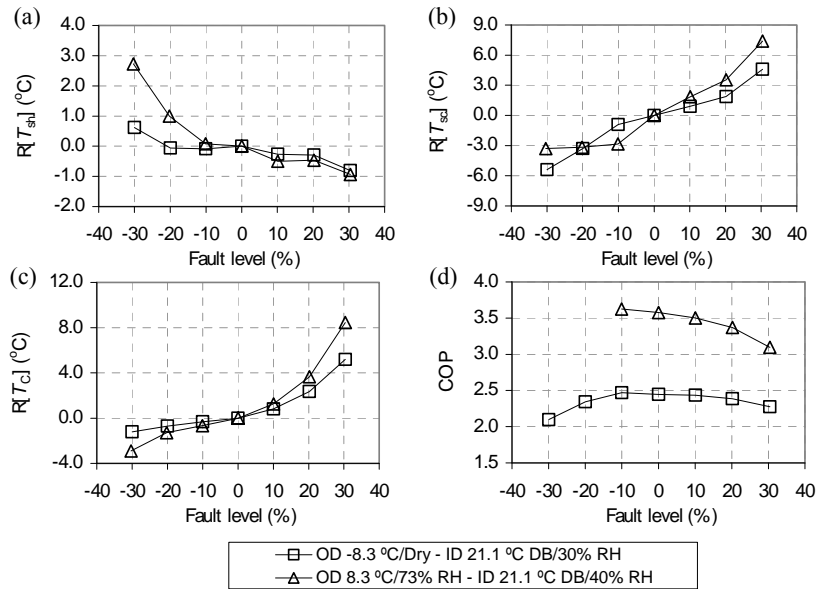 (a)
R[Tsh] (°C)
4.0
3.0
2.0
1.0
0.0
-1.0
-2.0
-40 -30 -20 -10 0 10 20 30 40
Fault level (%)
(b)
R[Tsc] (°C)
9.0
6.0
3.0
0.0
-3.0
-6.0
-9.0
-40 -30 -20 -10 0 10 20 30 40
Fault level (%)
(c)
R[TC] (°C)
12.0
8.0
4.0
0.0
-4.0
-40 -30 -20 -10 0 10 20 30 40
Fault level (%)
(d)
COP
4.0
3.5
3.0
2.5
2.0
1.5
-40 -30 -20 -10 0 10 20 30 40
Fault level (%)
OD -8.3 ºC/Dry - ID 21.1 ºC DB/30% RH
OD 8.3 ºC/73% RH - ID 21.1 ºC DB/40% RH